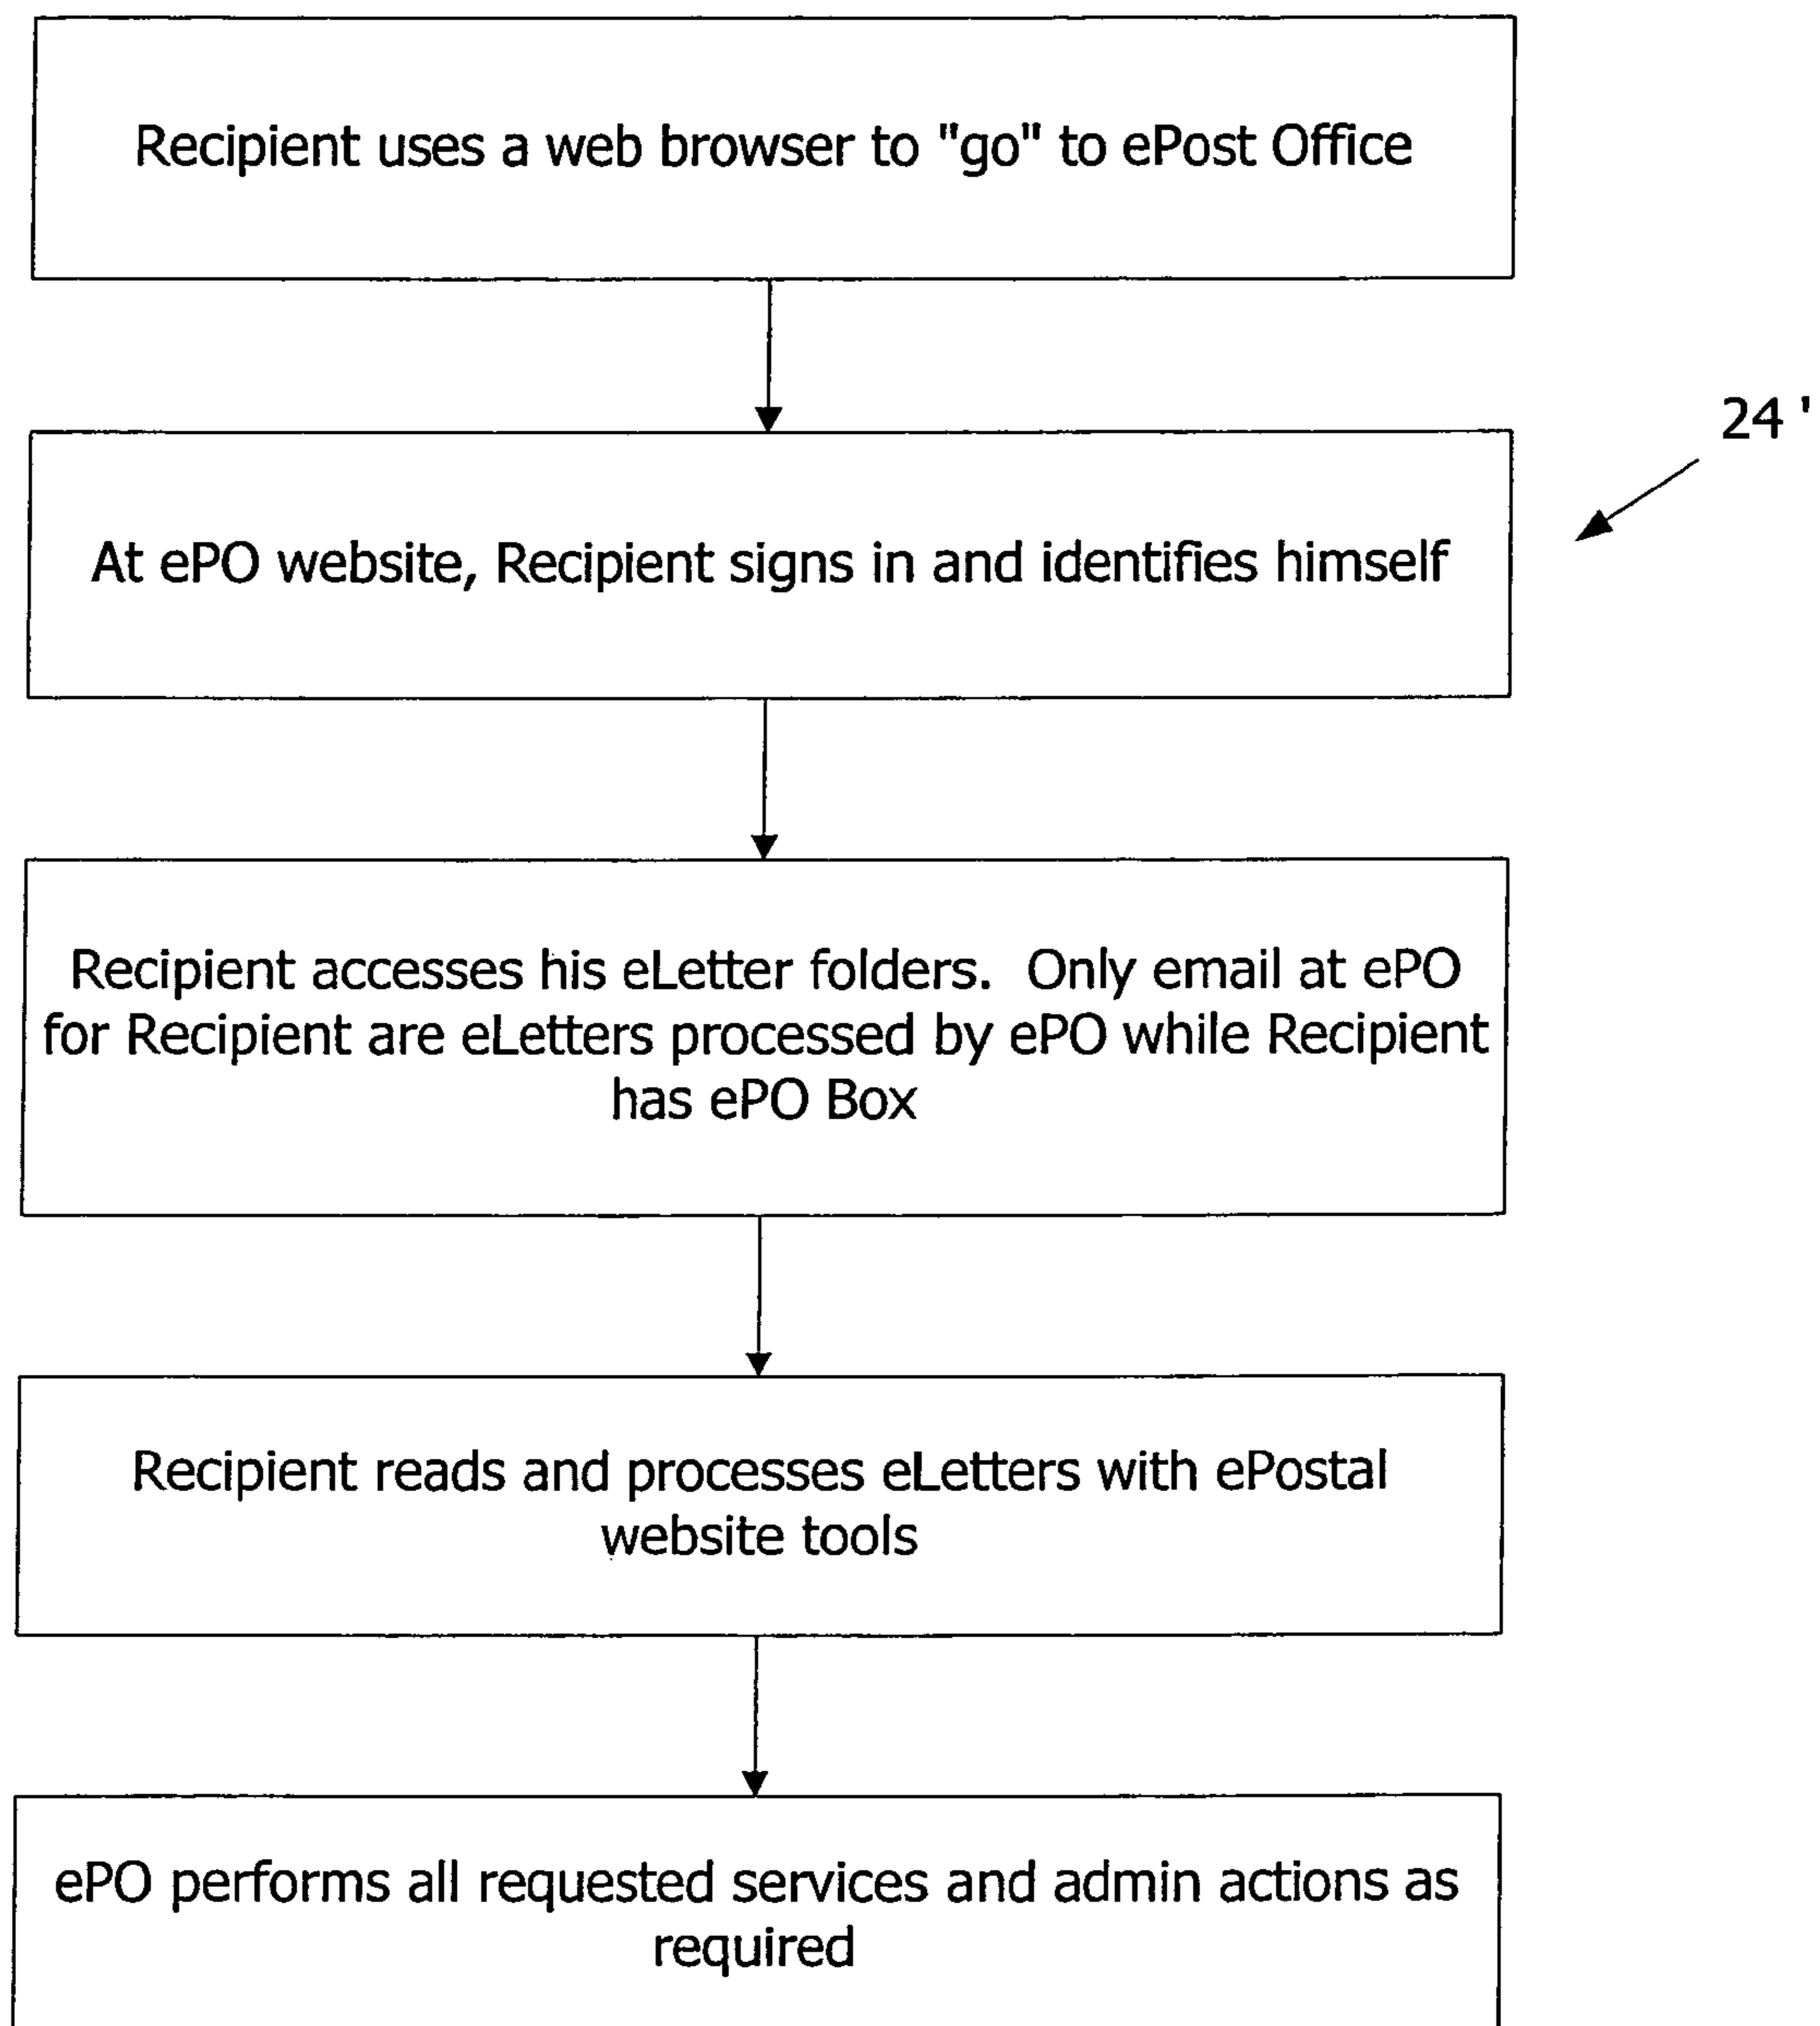 Recipient uses a web browser to "go" to ePost Office
24 '
At ePO website, Recipient signs in and identifies himself
Recipient accesses his eLetter folders.  Only email at ePO
for Recipient are eLetters processed by ePO while Recipient
has ePO Box
Recipient reads and processes eLetters with ePostal
website tools
ePO performs all requested services and admin actions as
required